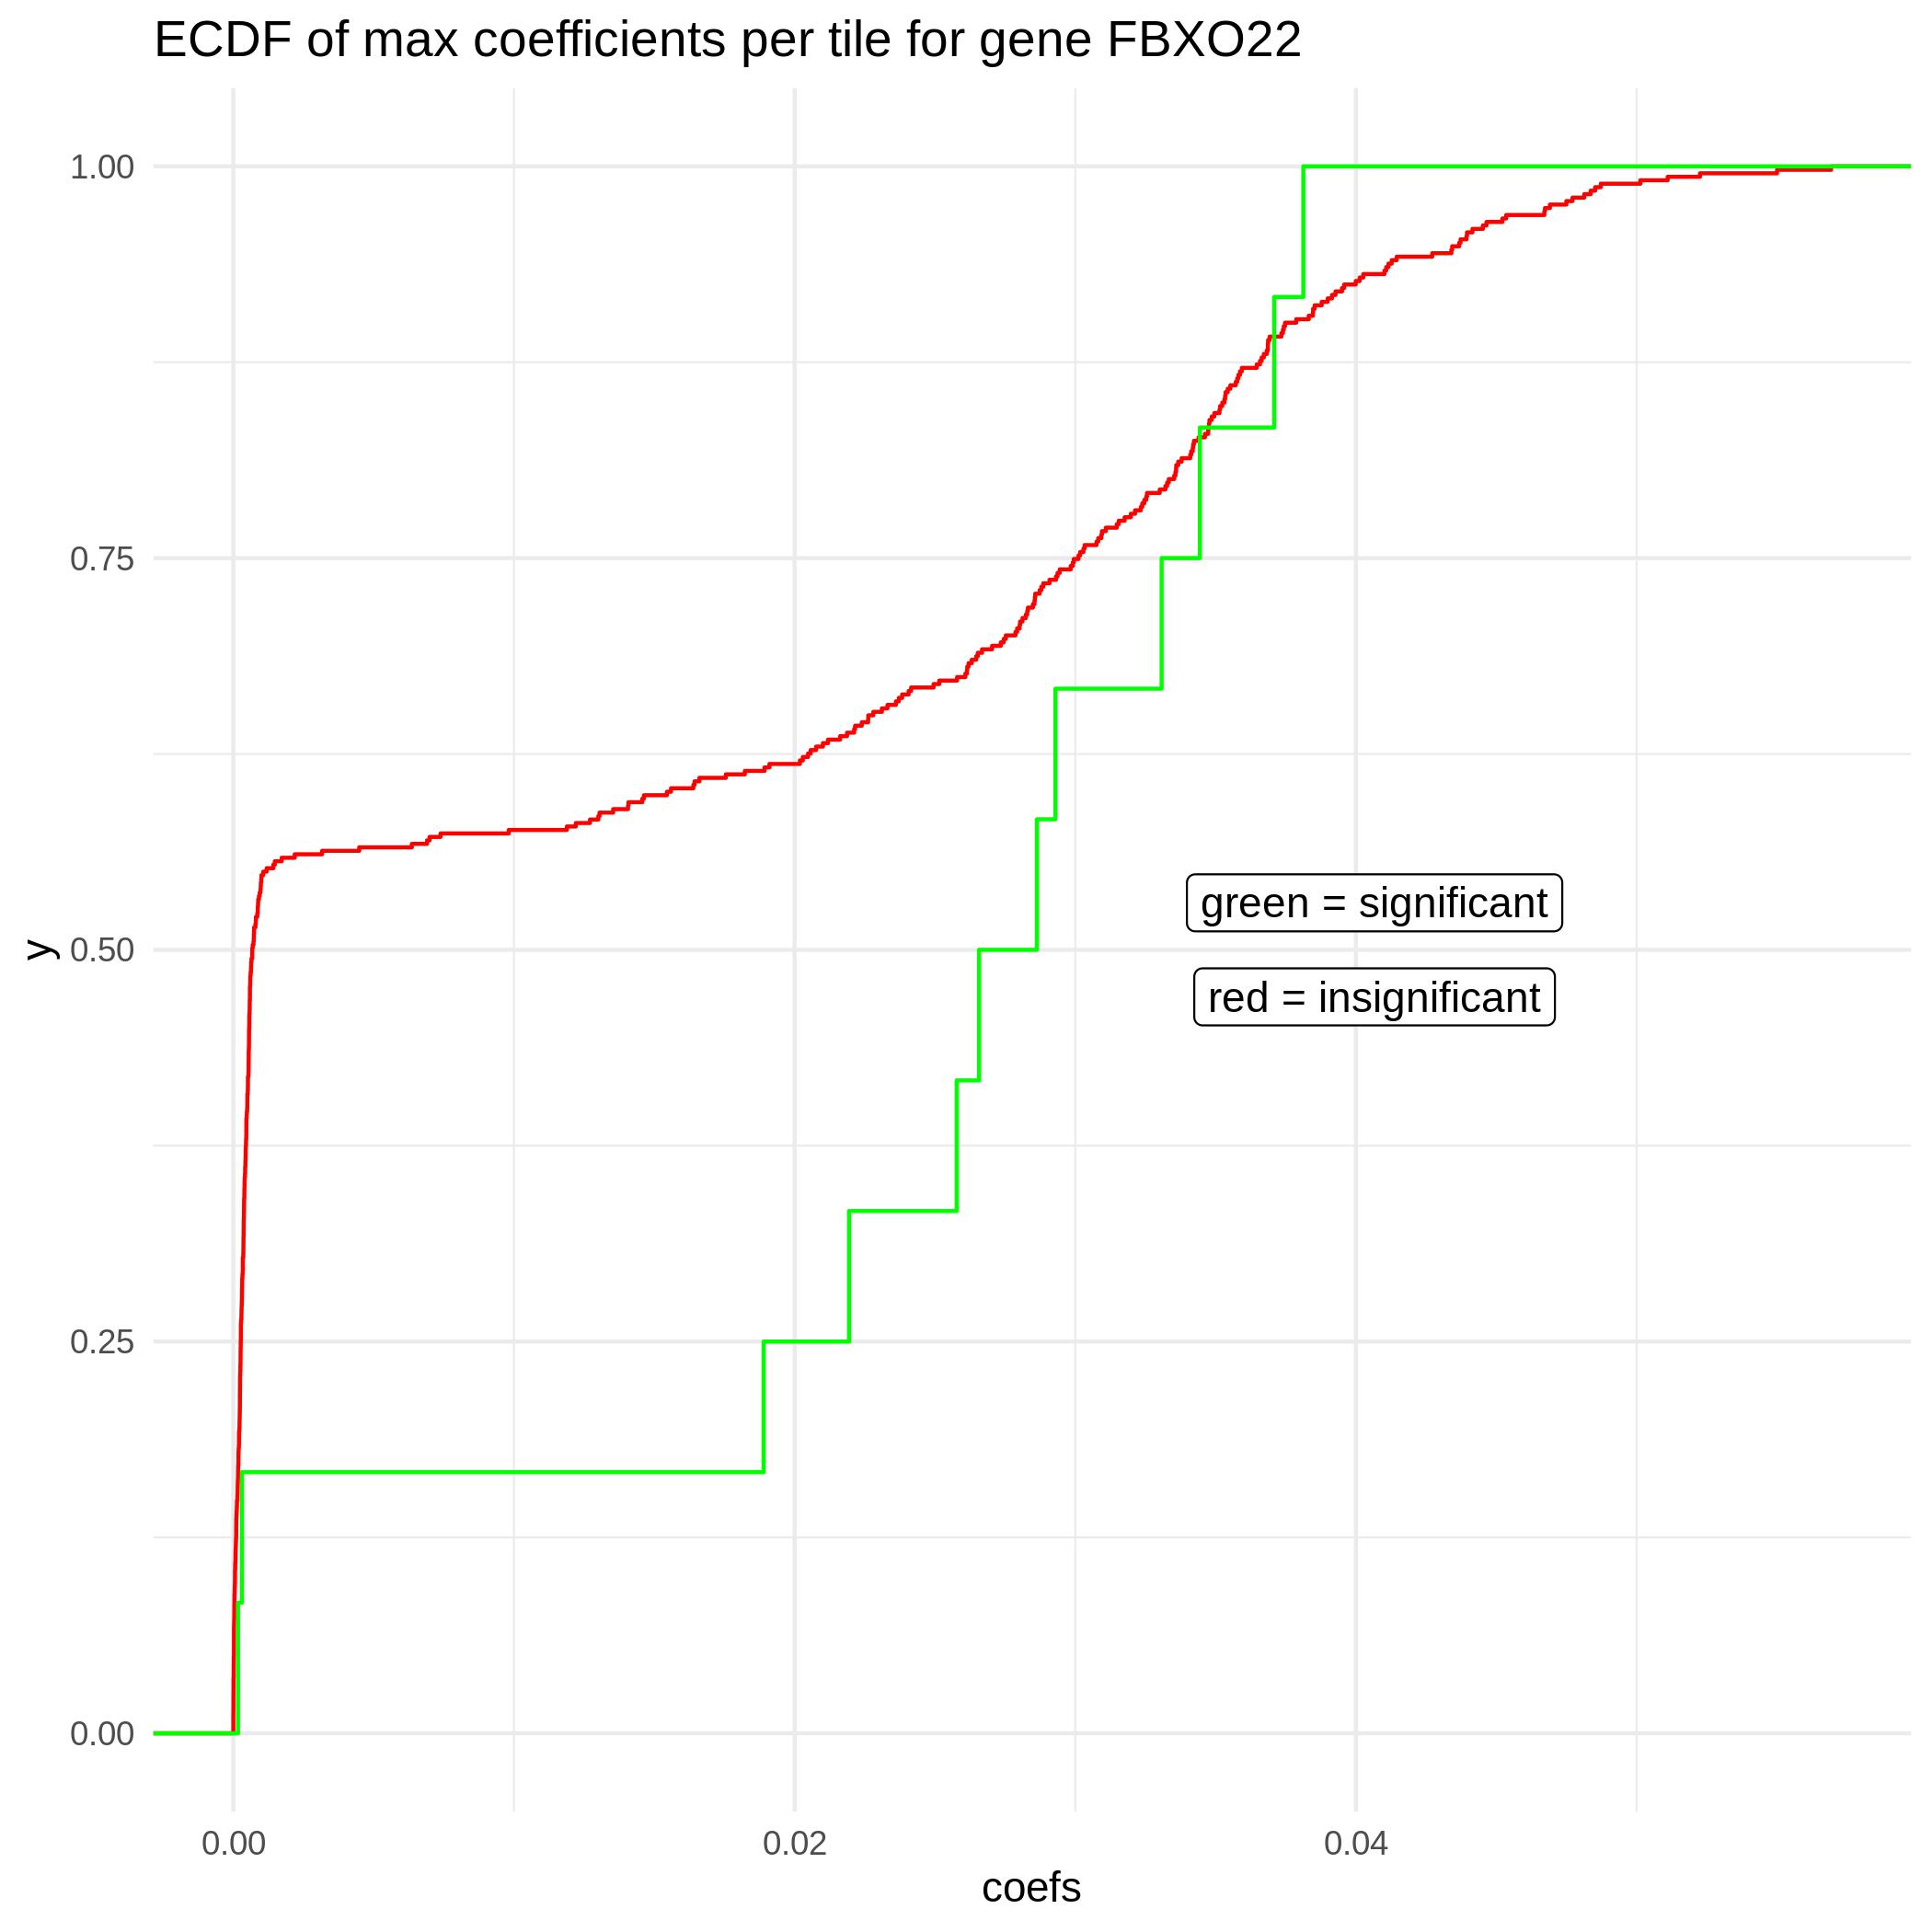 ECDF of max coefficients per tile for gene FBXO22
1.00
0.75
0.50
0.25
0.00
y
green = significant
red = insignificant
0.00 0.02 0.04
coefs